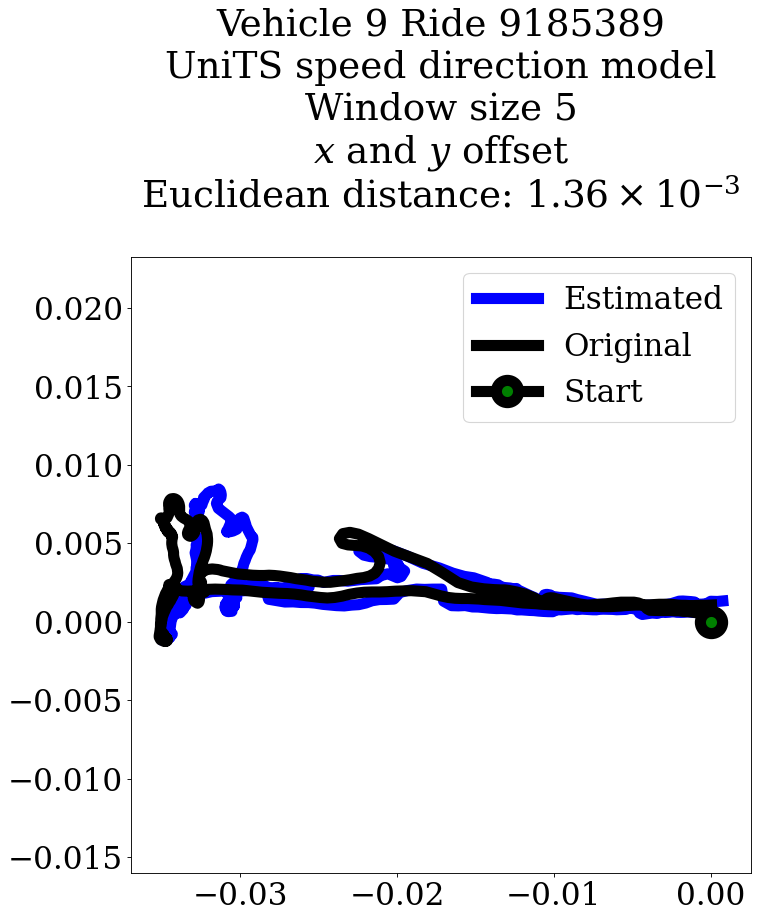 Vehicle 9 Ride 9185389
UniTS speed direction model
Window size 5
x and y offset
Euclidean distance: 1.36 × 10⁻³
Estimated
Original
Start
0.020
0.015
0.010
0.005
0.000
−0.005
−0.010
−0.015
−0.03 −0.02 −0.01 0.00